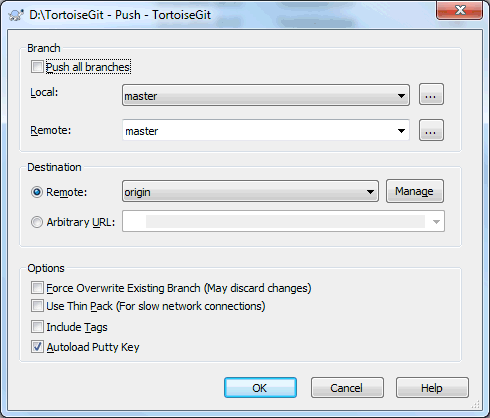 D:\TortoiseGit - Push - TortoiseGit
Branch
Push all branches
Local:
master
...
Remote:
master
...
Destination
Remote:
origin
Manage
Arbitrary URL:
Options
Force Overwrite Existing Branch (May discard changes)
Use Thin Pack (For slow network connections)
Include Tags
Autoload Putty Key
OK
Cancel
Help